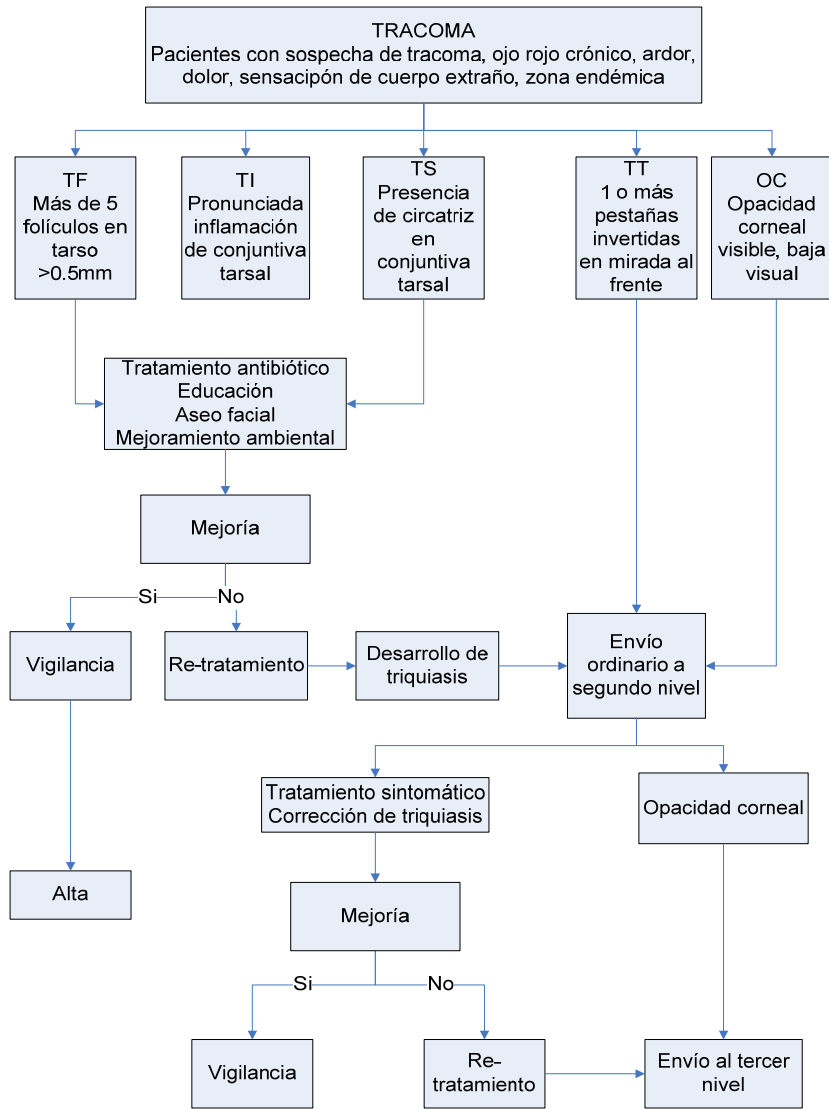 TRACOMA
Pacientes con sospecha de tracoma, ojo rojo crónico, ardor,
dolor, sensacipón de cuerpo extraño, zona endémica
TF
Más de 5
folículos en
tarso
>0.5mm
TI
Pronunciada
inflamación
de conjuntiva
tarsal
TS
Presencia
de circatriz
en
conjuntiva
tarsal
TT
1 o más
pestañas
invertidas
en mirada al
frente
OC
Opacidad
corneal
visible, baja
visual
Tratamiento antibiótico
Educación
Aseo facial
Mejoramiento ambiental
Mejoría
Si
No
Vigilancia
Re-tratamiento
Desarrollo de
triquiasis
Envío
ordinario a
segundo nivel
Tratamiento sintomático
Corrección de triquiasis
Opacidad corneal
Alta
Mejoría
Si
No
Vigilancia
Re-
tratamiento
Envío al tercer
nivel